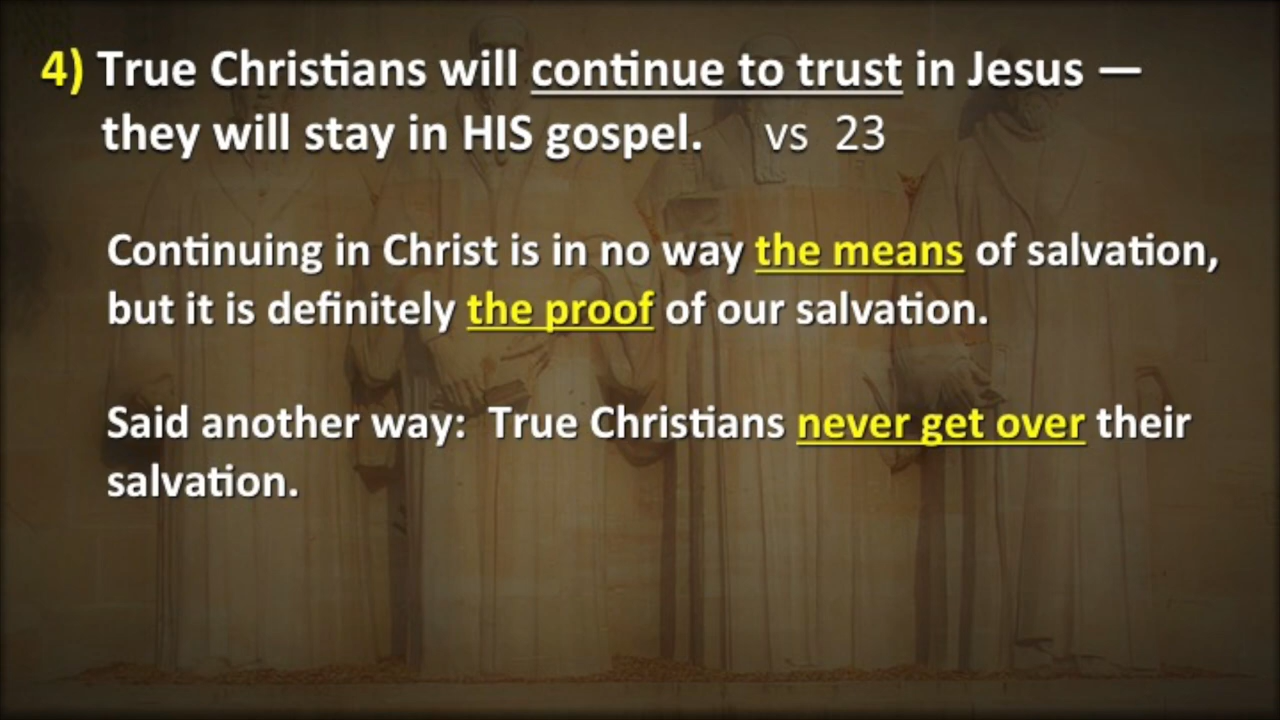 4) True Christians will continue to trust in Jesus —
they will stay in HIS gospel. vs 23
Continuing in Christ is in no way the means of salvation,
but it is definitely the proof of our salvation.
Said another way: True Christians never get over their
salvation.